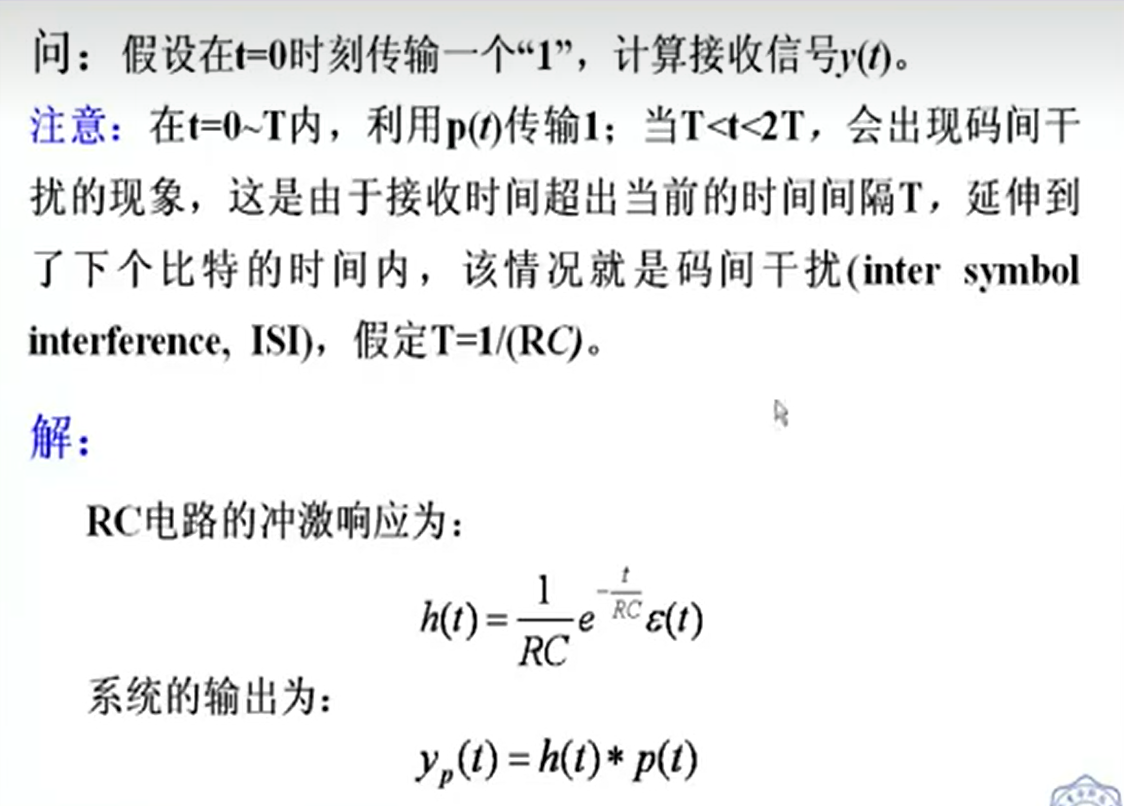 问：假设在t=0时刻传输一个“1”，计算接收信号y(t)。
注意：在t=0~T内，利用p(t)传输1；当T<t<2T，会出现码间干
扰的现象，这是由于接收时间超出当前的时间间隔T，延伸到
了下个比特的时间内，该情况就是码间干扰(inter symbol
interference, ISI)，假定T=1/(RC)。
解：
RC电路的冲激响应为：
h(t) = \frac{1}{RC} e^{-\frac{t}{RC}} ε(t)
系统的输出为：
y_p(t) = h(t) * p(t)